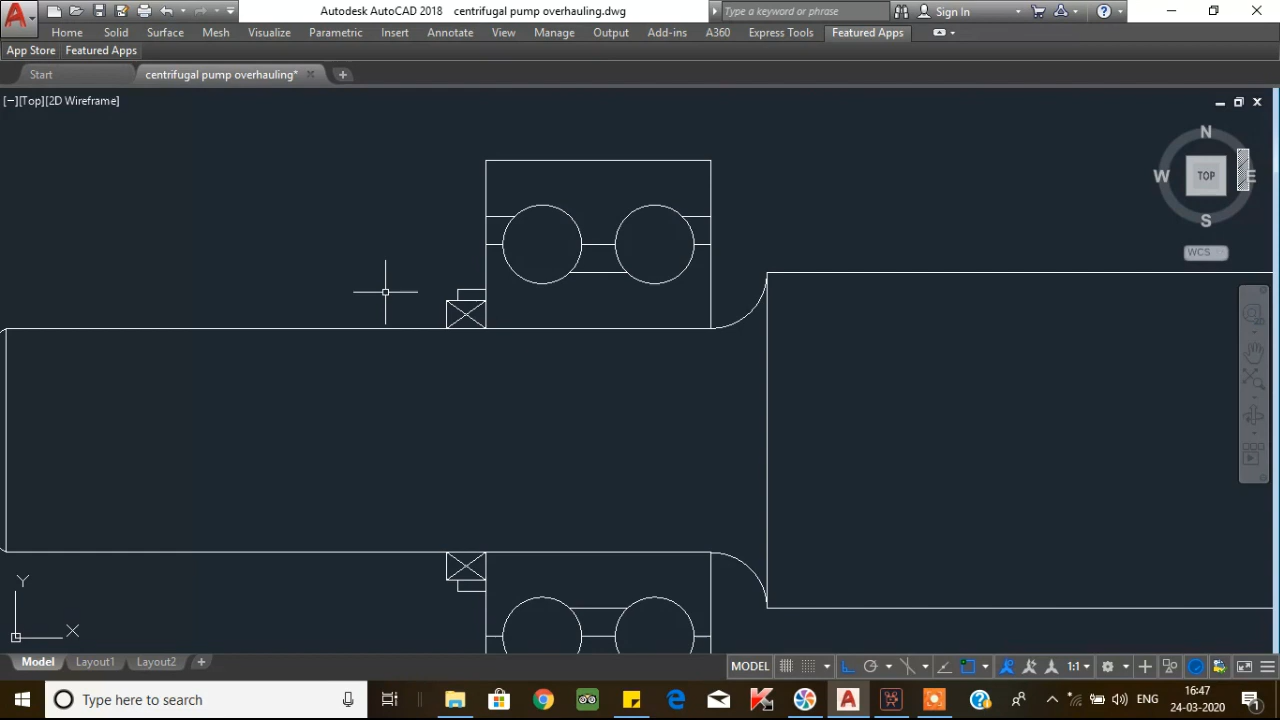 Autodesk AutoCAD 2018 centrifugal pump overhauling.dwg
Type a keyword or phrase
Sign In
Home Solid Surface Mesh Visualize Parametric Insert Annotate View Manage Output Add-ins A360 Express Tools Featured Apps
App Store Featured Apps
Start centrifugal pump overhauling*
[−][Top][2D Wireframe]
N
W TOP E
S
WCS
Y
X
Model Layout1 Layout2
MODEL 1:1
Type here to search
ENG
16:47
24-03-2020
1